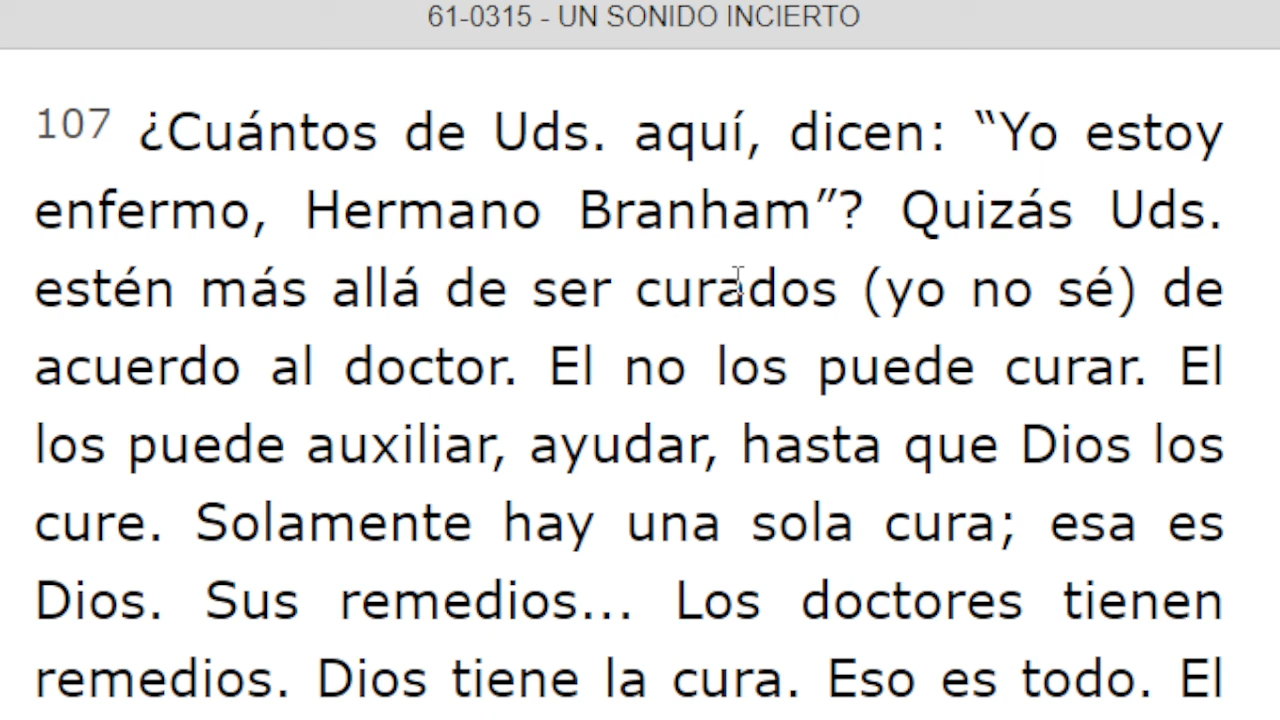 61-0315 - UN SONIDO INCIERTO
107 ¿Cuántos de Uds. aquí, dicen: “Yo estoy
enfermo, Hermano Branham”? Quizás Uds.
estén más allá de ser curados (yo no sé) de
acuerdo al doctor. El no los puede curar. El
los puede auxiliar, ayudar, hasta que Dios los
cure. Solamente hay una sola cura; esa es
Dios. Sus remedios... Los doctores tienen
remedios. Dios tiene la cura. Eso es todo. El